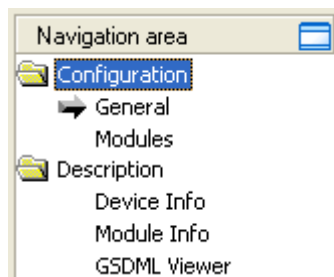 Navigation area
Configuration
General
Modules
Description
Device Info
Module Info
GSDML Viewer